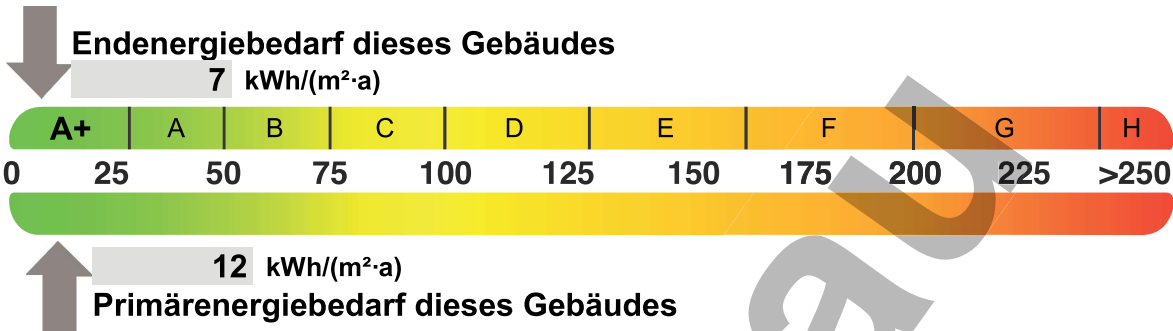 Endenergiebedarf dieses Gebäudes
7 kWh/(m²·a)
A+ A B C D E F G H
0 25 50 75 100 125 150 175 200 225 >250
12 kWh/(m²·a)
Primärenergiebedarf dieses Gebäudes